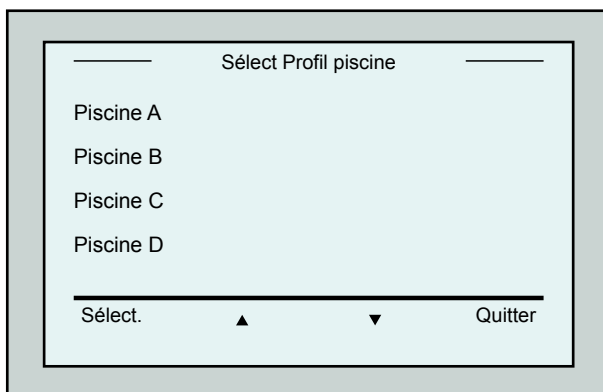 Sélect Profil piscine
Piscine A
Piscine B
Piscine C
Piscine D
Sélect. ▲ ▼ Quitter